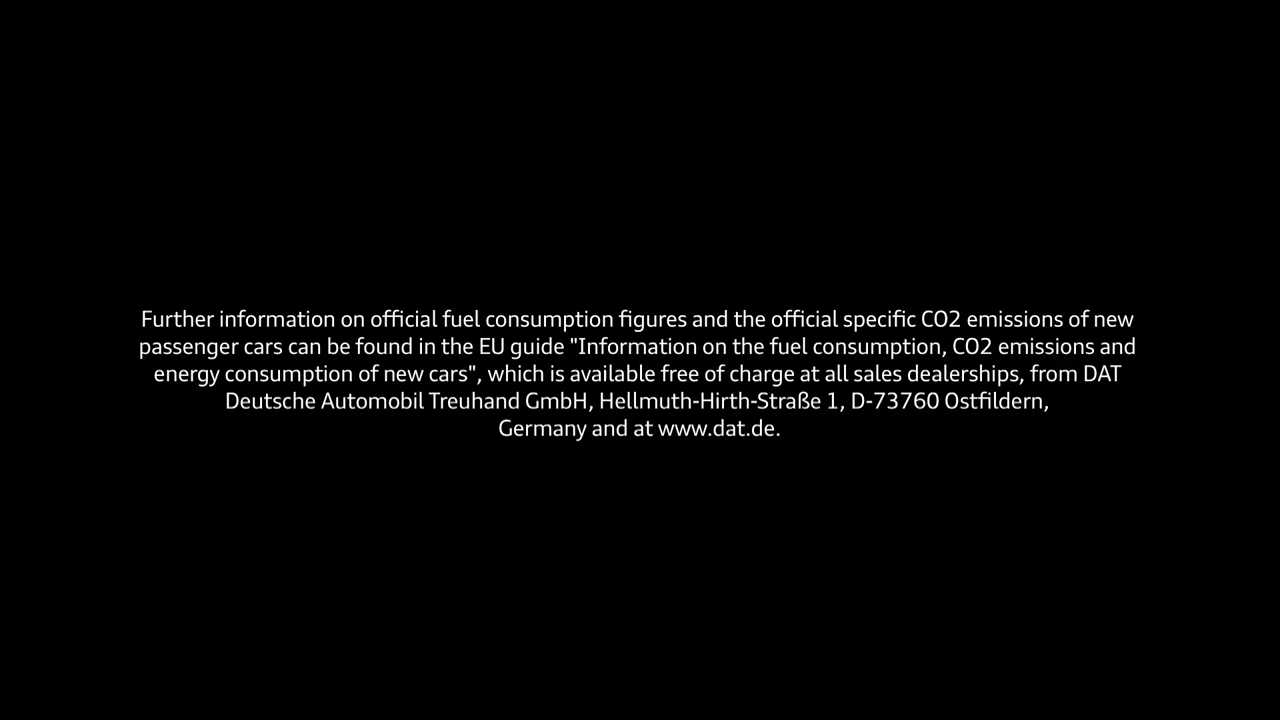 Further information on official fuel consumption figures and the official specific CO2 emissions of new
passenger cars can be found in the EU guide "Information on the fuel consumption, CO2 emissions and
energy consumption of new cars", which is available free of charge at all sales dealerships, from DAT
Deutsche Automobil Treuhand GmbH, Hellmuth-Hirth-Straße 1, D-73760 Ostfildern,
Germany and at www.dat.de.